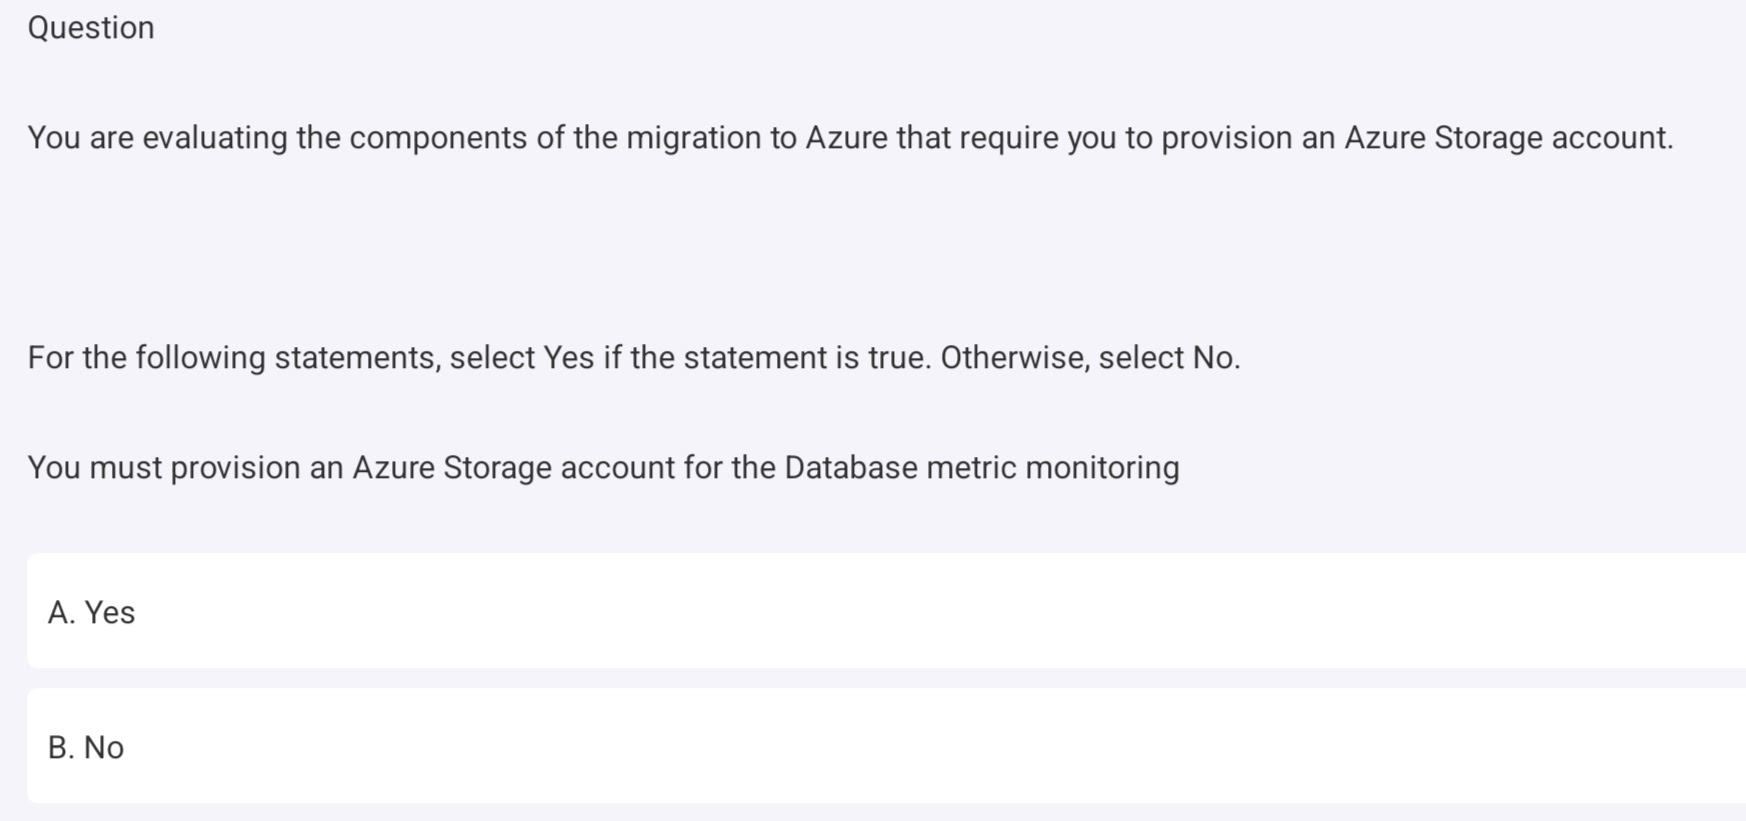 Question
You are evaluating the components of the migration to Azure that require you to provision an Azure Storage account.
For the following statements, select Yes if the statement is true. Otherwise, select No.
You must provision an Azure Storage account for the Database metric monitoring
A. Yes
B. No